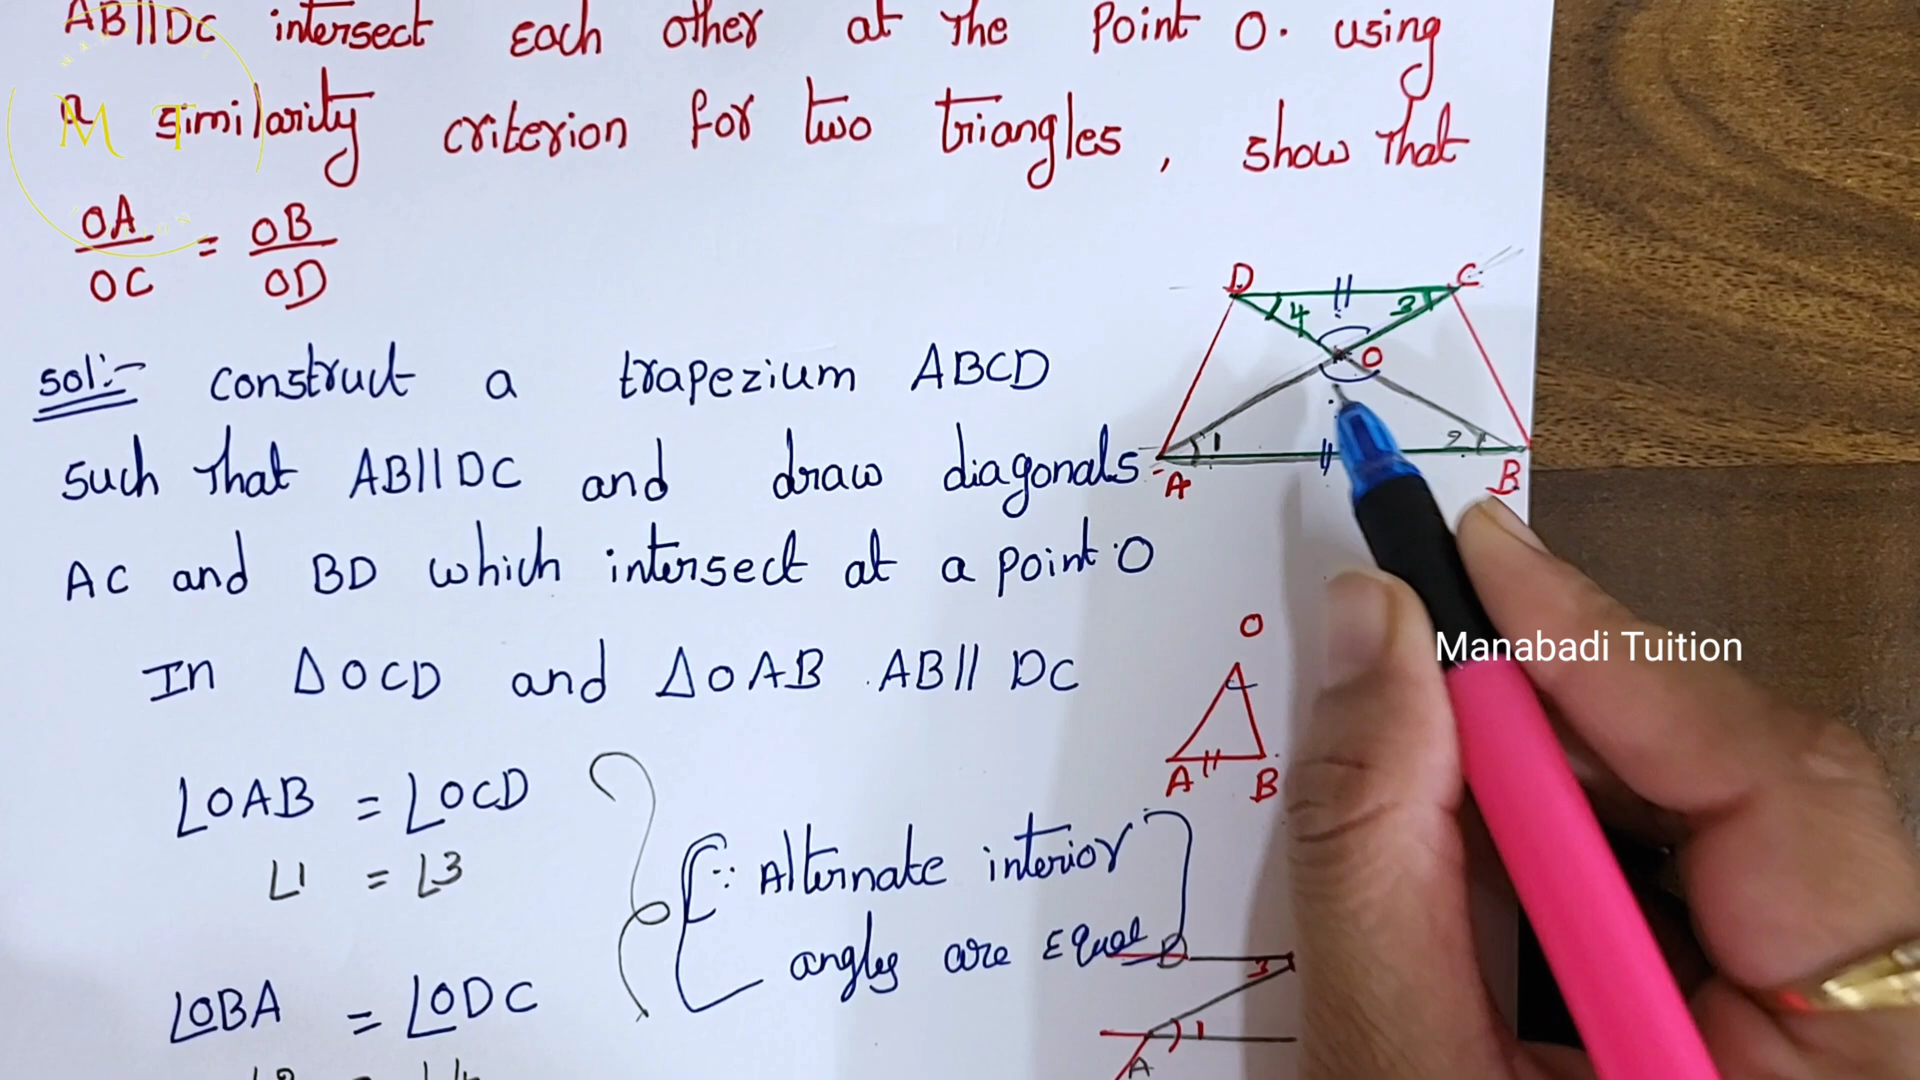 AB||DC intersect Each other at The Point O. using
a similarity criterion for two triangles, show that
OA/OC = OB/OD
D C
4 3
O
1 2
A B
Sol:- construct a trapezium ABCD
such that AB||DC and draw diagonals
AC and BD which intersect at a point O
In ΔOCD and ΔOAB AB|| DC
O
A B
Manabadi Tuition
∠OAB = ∠OCD
∠1 = ∠3
[∵ Alternate interior
angles are Equal]
∠OBA = ∠ODC
D 3
1
A
M T